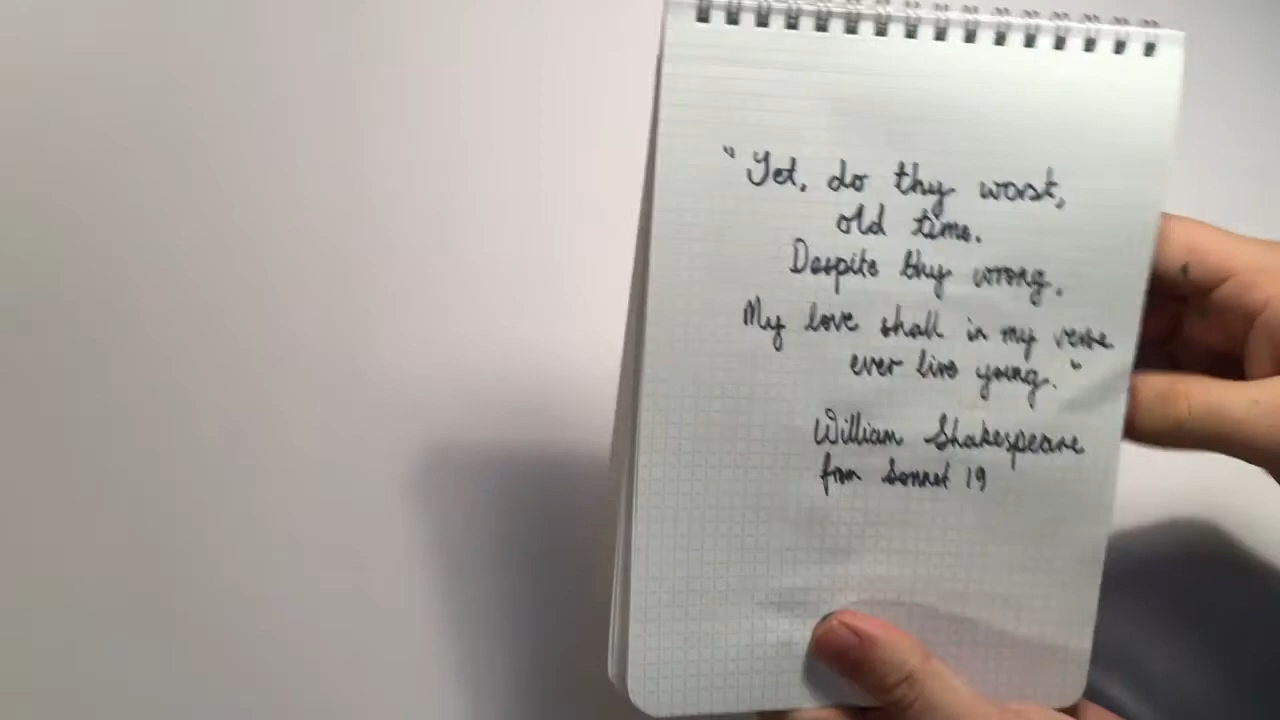 "Yet, do thy worst,
old time.
Despite thy wrong.
My love shall in my verse
ever live young."
William Shakespeare
from Sonnet 19